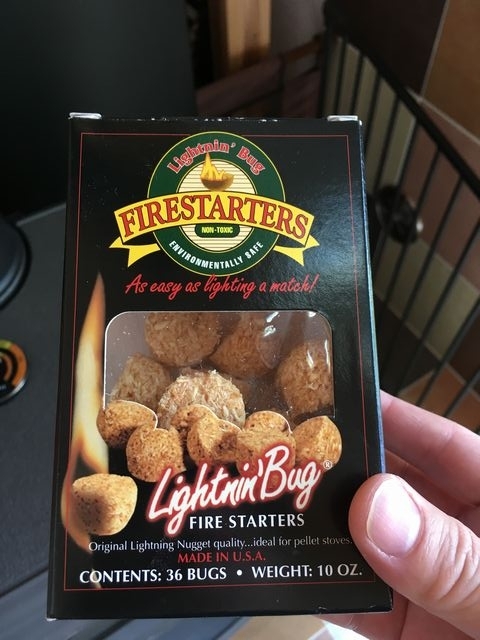 Lightnin' Bug
FIRESTARTERS
NON-TOXIC
ENVIRONMENTALLY SAFE
As easy as lighting a match!
Lightnin' Bug®
FIRE STARTERS
Original Lightning Nugget quality...ideal for pellet stoves.
MADE IN U.S.A.
CONTENTS: 36 BUGS • WEIGHT: 10 OZ.